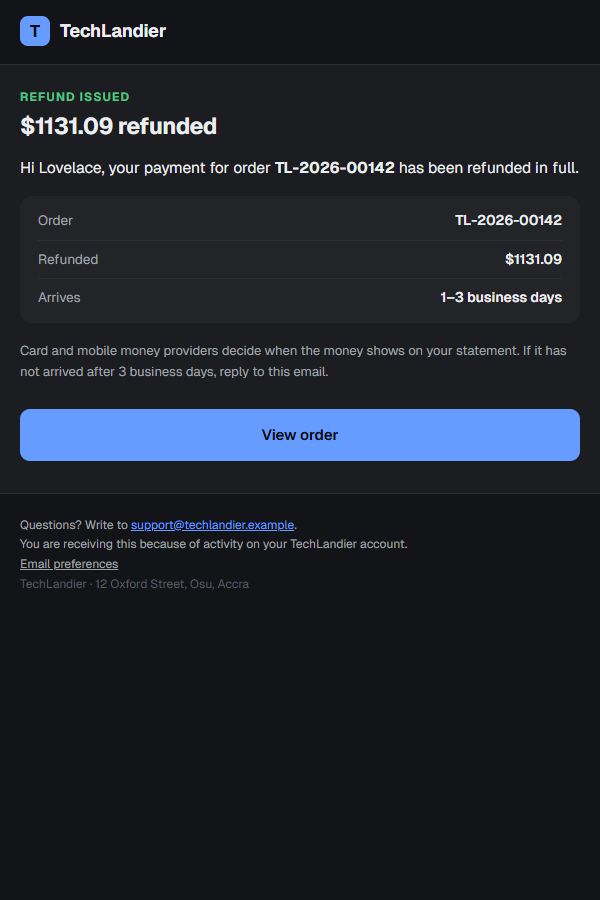 T TechLandier
REFUND ISSUED
$1131.09 refunded
Hi Lovelace, your payment for order TL-2026-00142 has been refunded in full.
Order TL-2026-00142
Refunded $1131.09
Arrives 1–3 business days
Card and mobile money providers decide when the money shows on your statement. If it has
not arrived after 3 business days, reply to this email.
View order
Questions? Write to support@techlandier.example.
You are receiving this because of activity on your TechLandier account.
Email preferences
TechLandier · 12 Oxford Street, Osu, Accra